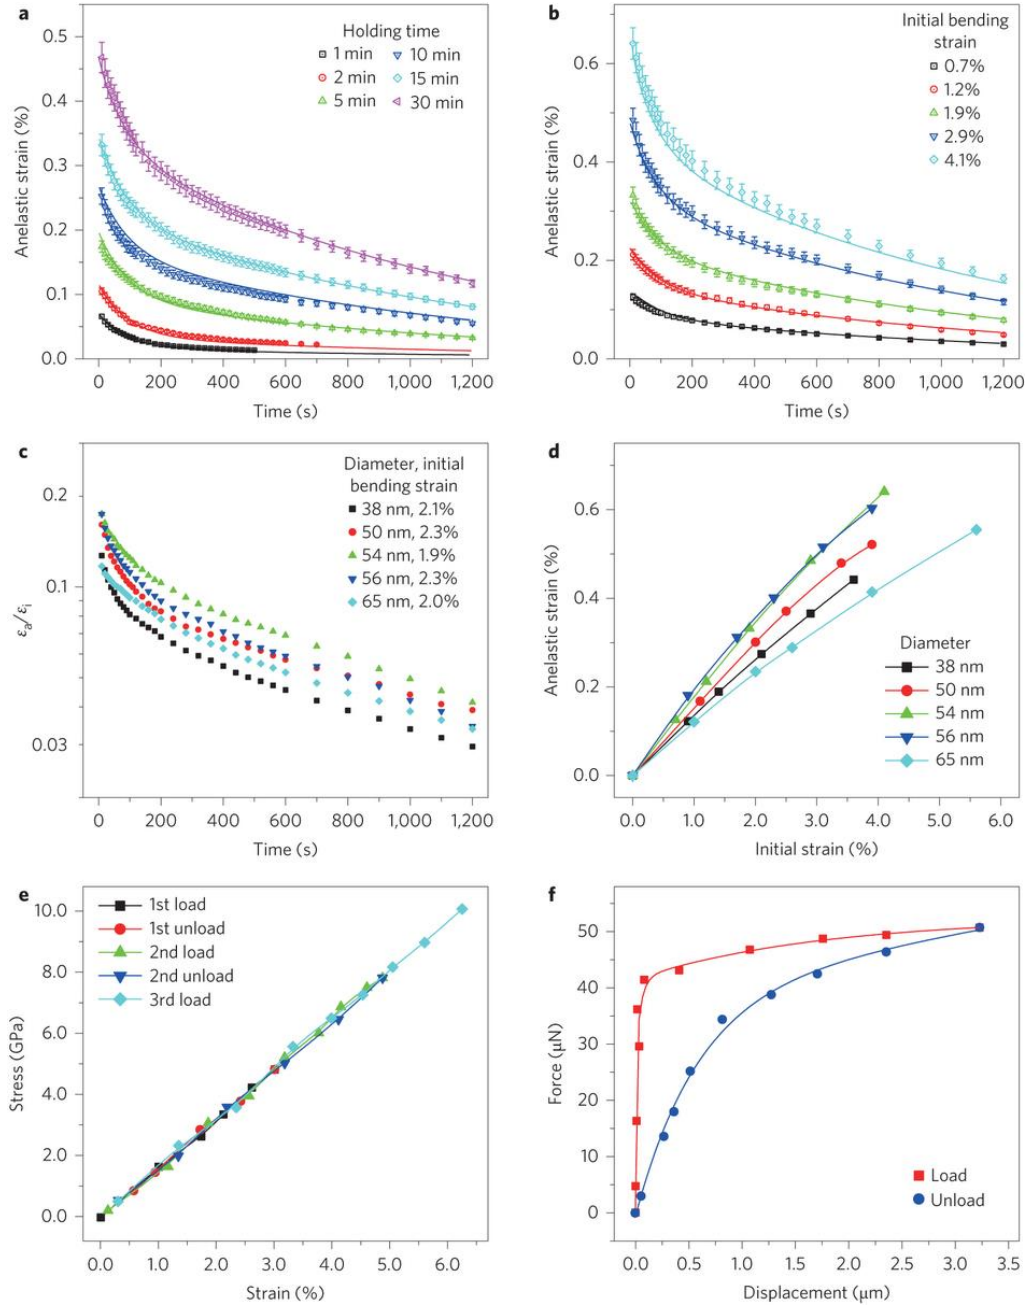 a
Holding time
1 min
10 min
2 min
15 min
5 min
30 min
0.5
0.4
0.3
0.2
0.1
0.0
Anelastic strain (%)
0 200 400 600 800 1,000 1,200
Time (s)
b
Initial bending
strain
0.7%
1.2%
1.9%
2.9%
4.1%
0.6
0.4
0.2
0.0
Anelastic strain (%)
0 200 400 600 800 1,000 1,200
Time (s)
c
Diameter, initial
bending strain
38 nm, 2.1%
50 nm, 2.3%
54 nm, 1.9%
56 nm, 2.3%
65 nm, 2.0%
0.2
0.1
0.03
εa/εi
0 200 400 600 800 1,000 1,200
Time (s)
d
0.6
0.4
0.2
0.0
Anelastic strain (%)
Diameter
38 nm
50 nm
54 nm
56 nm
65 nm
0.0 1.0 2.0 3.0 4.0 5.0 6.0
Initial strain (%)
e
1st load
1st unload
2nd load
2nd unload
3rd load
10.0
8.0
6.0
4.0
2.0
0.0
Stress (GPa)
0.0 1.0 2.0 3.0 4.0 5.0 6.0
Strain (%)
f
50
40
30
20
10
0
Force (μN)
Load
Unload
0.0 0.5 1.0 1.5 2.0 2.5 3.0 3.5
Displacement (μm)